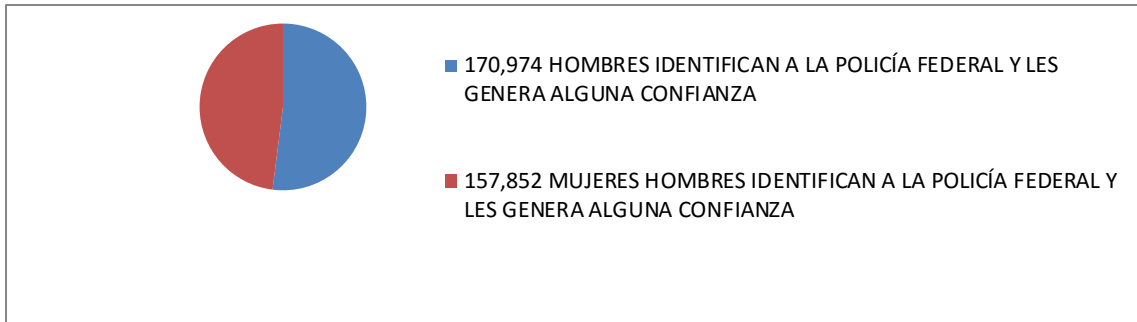 170,974 HOMBRES IDENTIFICAN A LA POLICÍA FEDERAL Y LES
GENERA ALGUNA CONFIANZA
157,852 MUJERES HOMBRES IDENTIFICAN A LA POLICÍA FEDERAL Y
LES GENERA ALGUNA CONFIANZA